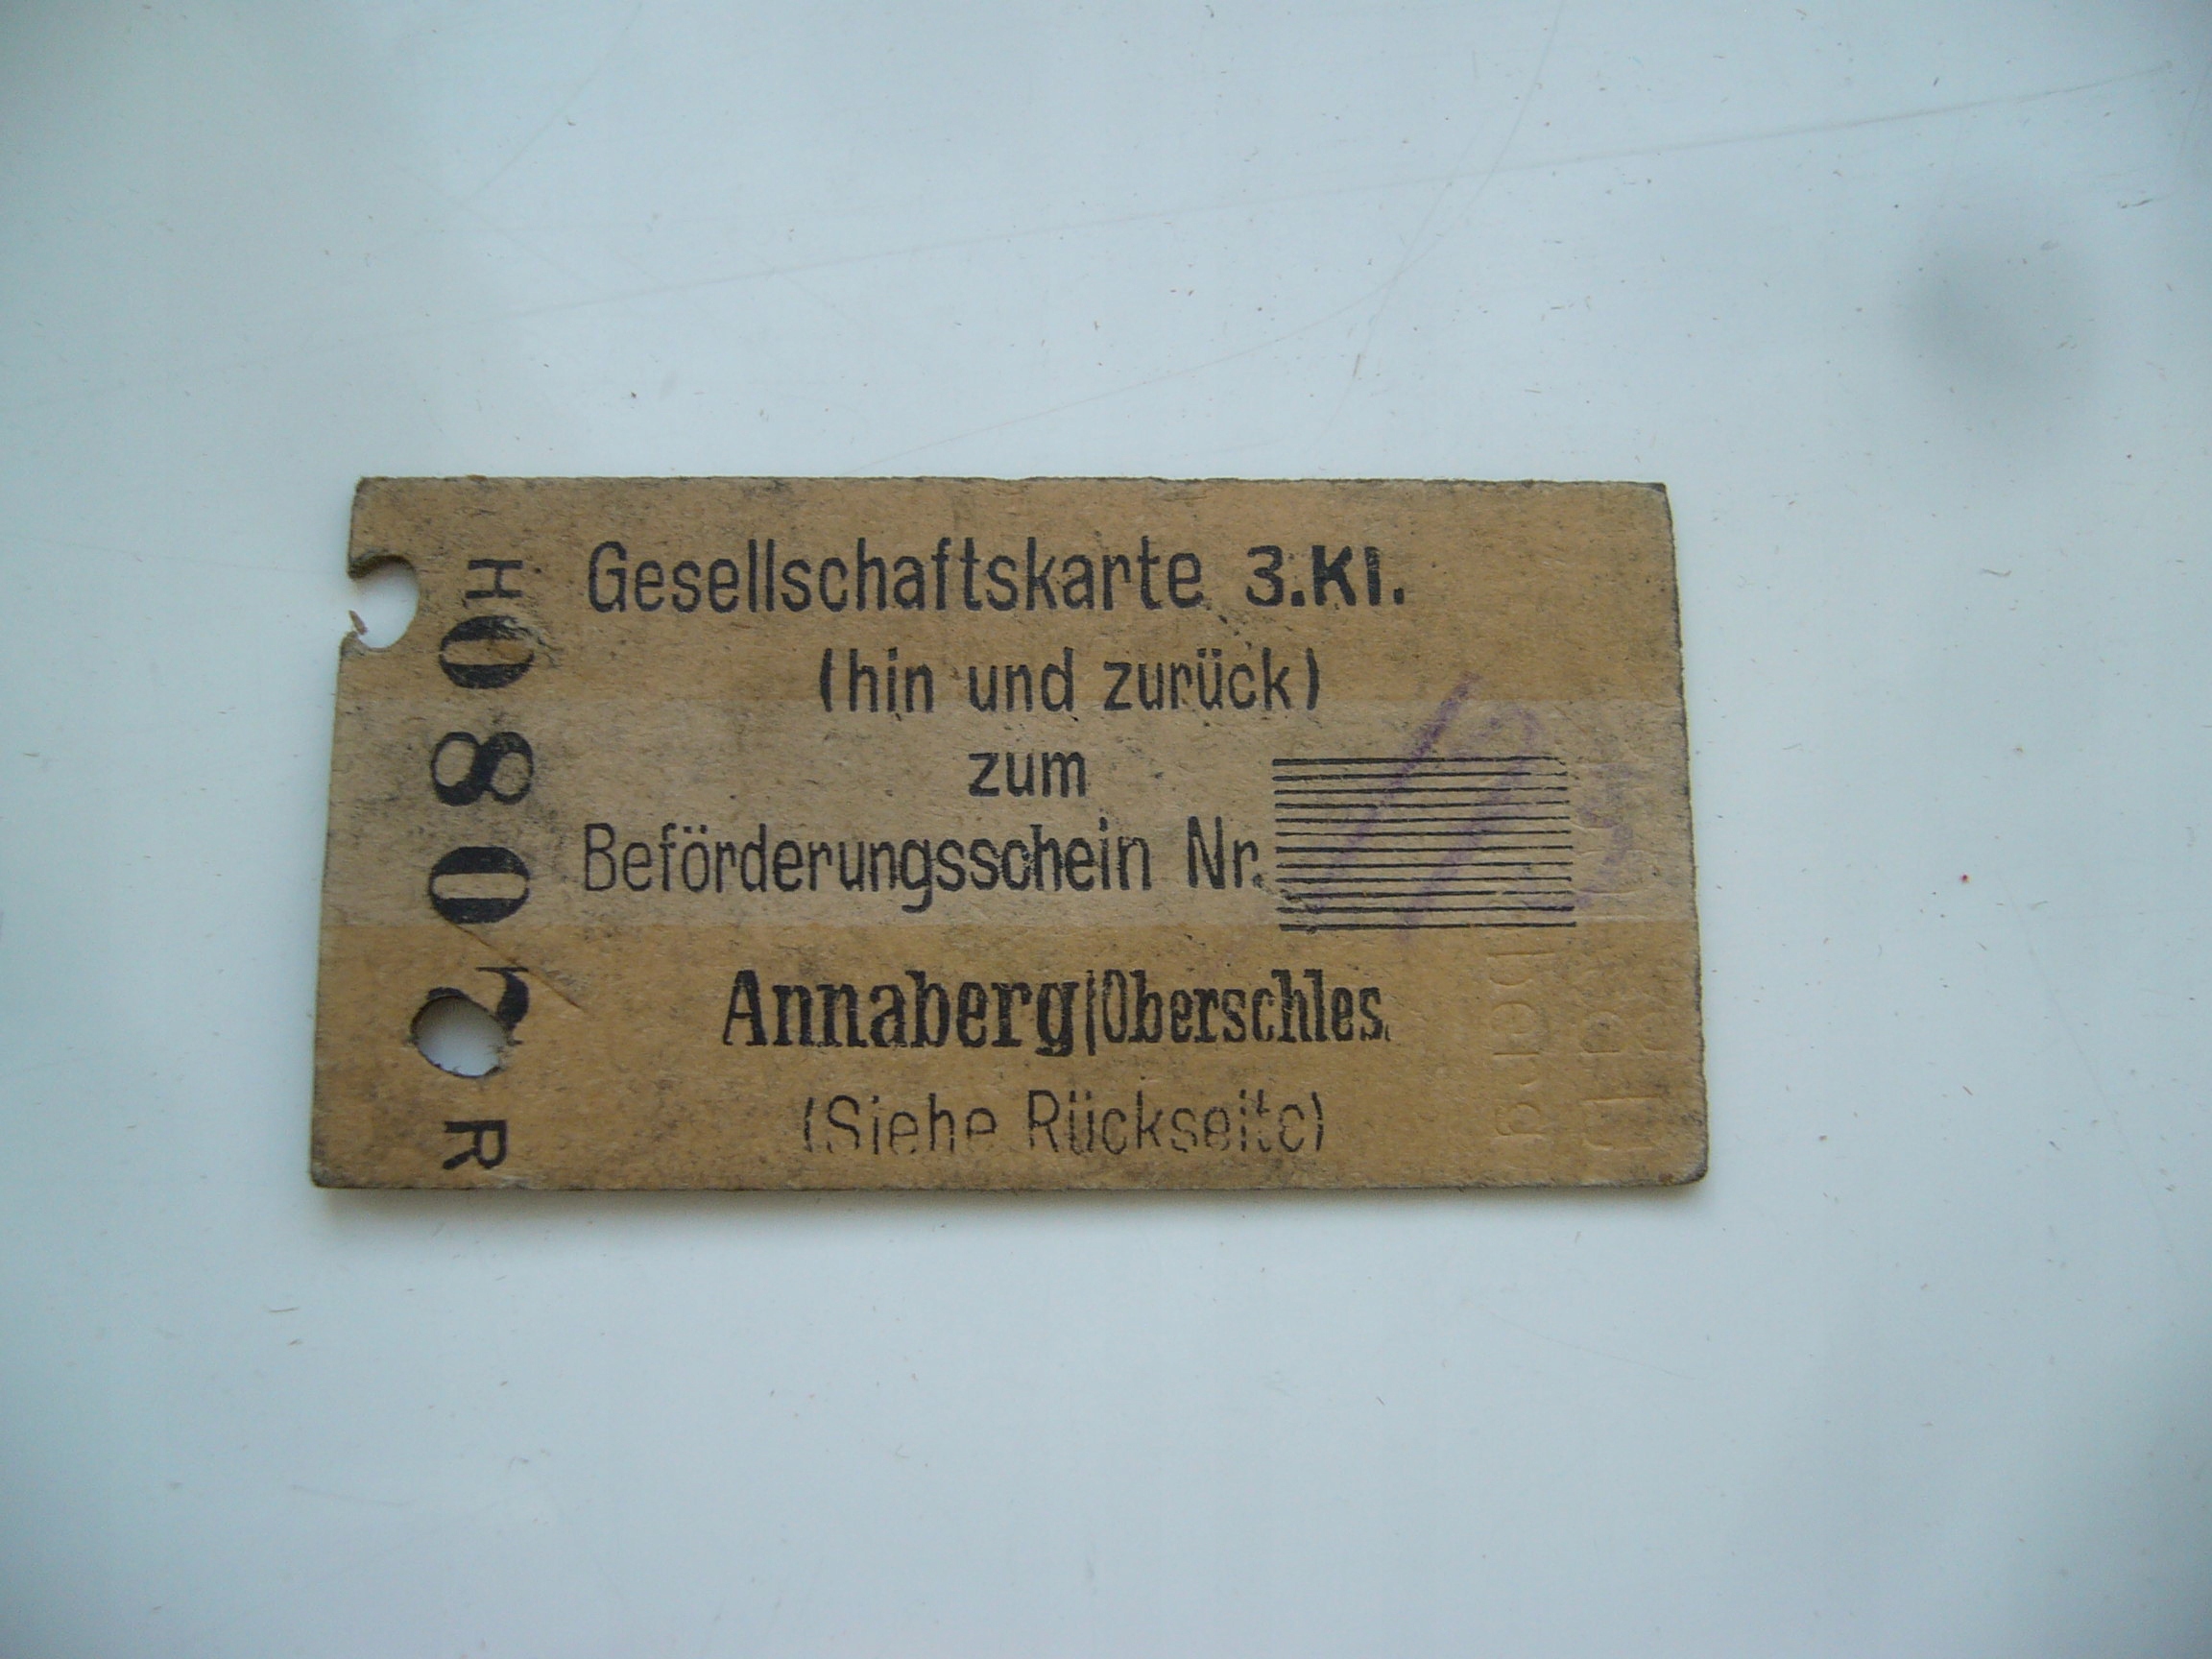 Gesellschaftskarte 3.Kl.
(hin und zurück)
zum
Beförderungsschein Nr.
Annaberg/Oberschles.
(Siehe Rückseite)
H
0802
R